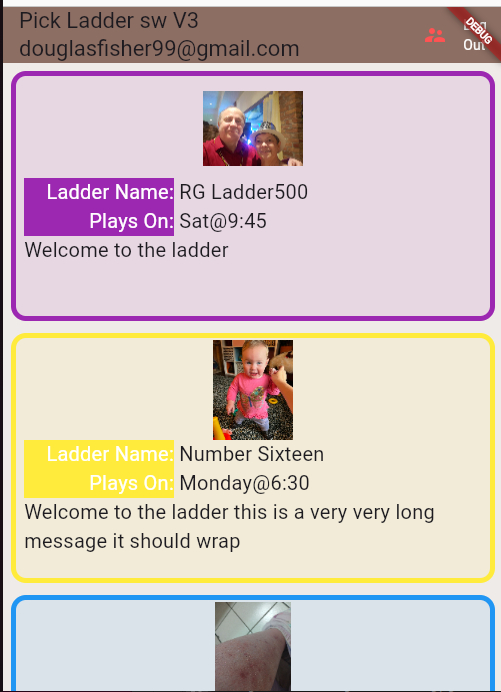 Pick Ladder sw V3
douglasfisher99@gmail.com
Out
DEBUG
Ladder Name: RG Ladder500
Plays On: Sat@9:45
Welcome to the ladder
Ladder Name: Number Sixteen
Plays On: Monday@6:30
Welcome to the ladder this is a very very long
message it should wrap